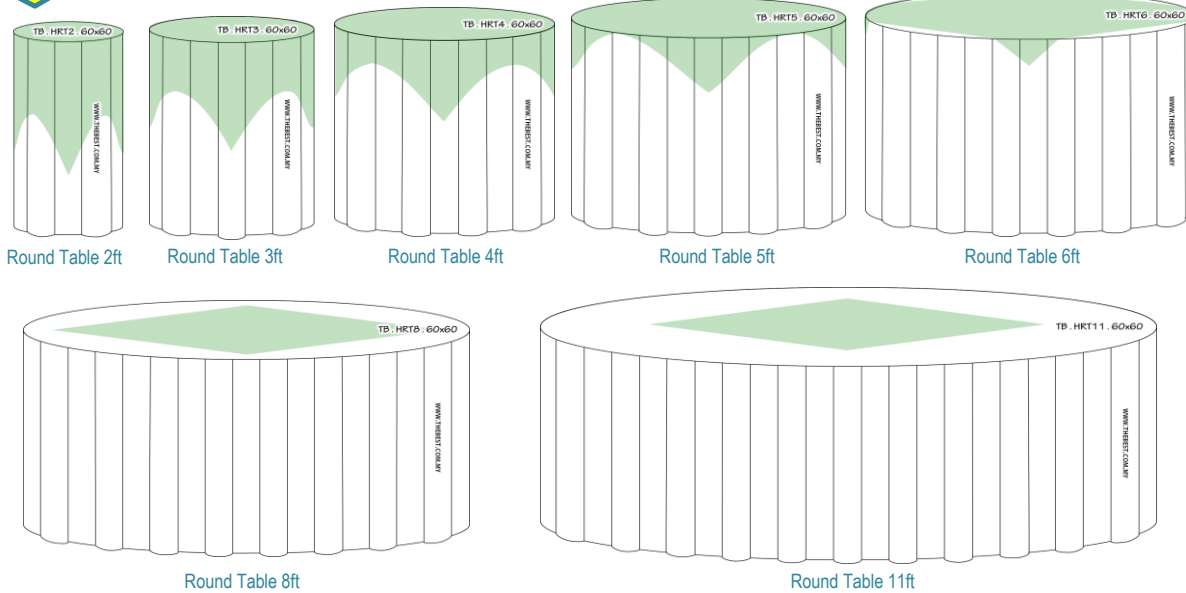 TB.HRT2.60x60
TB.HRT3.60x60
TB.HRT4.60x60
TB.HRT5.60x60
TB.HRT6.60x60
WWW.THEBEST.COM.MY
WWW.THEBEST.COM.MY
WWW.THEBEST.COM.MY
WWW.THEBEST.COM.MY
WWW.THEBEST.COM.MY
Round Table 2ft
Round Table 3ft
Round Table 4ft
Round Table 5ft
Round Table 6ft
TB.HRT8.60x60
TB.HRT11.60x60
WWW.THEBEST.COM.MY
WWW.THEBEST.COM.MY
Round Table 8ft
Round Table 11ft